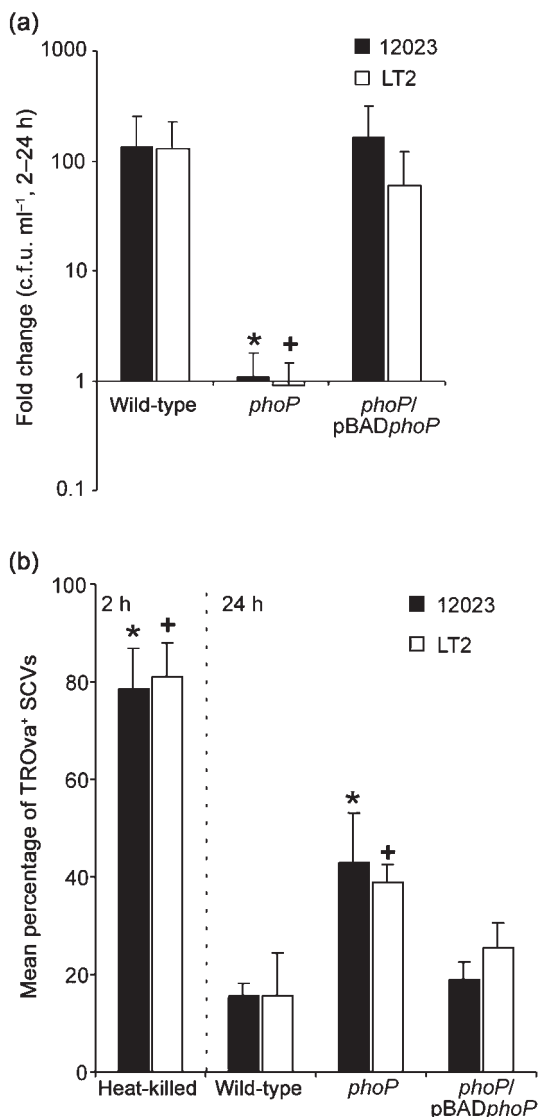 (a)
12023
LT2
Fold change (c.f.u. ml⁻¹, 2–24 h)
1000
100
10
1
0.1
*
+
Wild-type
phoP
phoP/
pBADphoP
(b)
Mean percentage of TROva⁺ SCVs
100
80
60
40
20
0
2 h
24 h
12023
LT2
*
+
*
+
Heat-killed
Wild-type
phoP
phoP/
pBADphoP